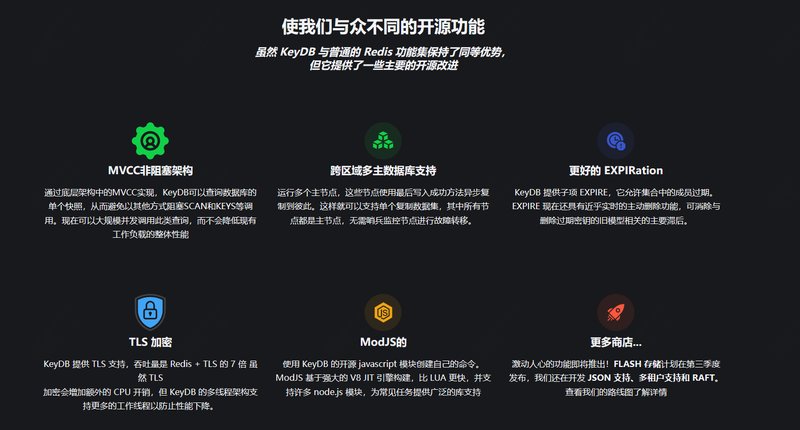 使我们与众不同的开源功能
虽然 KeyDB 与普通的 Redis 功能集保持了同等优势，
但它提供了一些主要的开源改进
MVCC非阻塞架构
通过底层架构中的MVCC实现，KeyDB可以查询数据库的
单个快照，从而避免以其他方式阻塞SCAN和KEYS等调
用。现在可以大规模并发调用此类查询，而不会降低现有
工作负载的整体性能
跨区域多主数据库支持
运行多个主节点，这些节点使用最后写入成功方法异步复
制到彼此。这样就可以支持单个复制数据集，其中所有节
点都是主节点，无需哨兵监控节点进行故障转移。
更好的 EXPIRation
KeyDB 提供子项 EXPIRE，它允许集合中的成员过期。
EXPIRE 现在还具有近乎实时的主动删除功能，可消除与
删除过期密钥的旧模型相关的主要滞后。
TLS 加密
KeyDB 提供 TLS 支持，吞吐量是 Redis + TLS 的 7 倍 虽
然 TLS
加密会增加额外的 CPU 开销，但 KeyDB 的多线程架构支
持更多的工作线程以防止性能下降。
JS
ModJS的
使用 KeyDB 的开源 javascript 模块创建自己的命令。
ModJS 基于强大的 V8 JIT 引擎构建，比 LUA 更快，并支
持许多 node.js 模块，为常见任务提供广泛的库支持
更多商店...
激动人心的功能即将推出！FLASH 存储计划在第三季度
发布，我们还在开发 JSON 支持、多租户支持和 RAFT。
查看我们的路线图了解详情